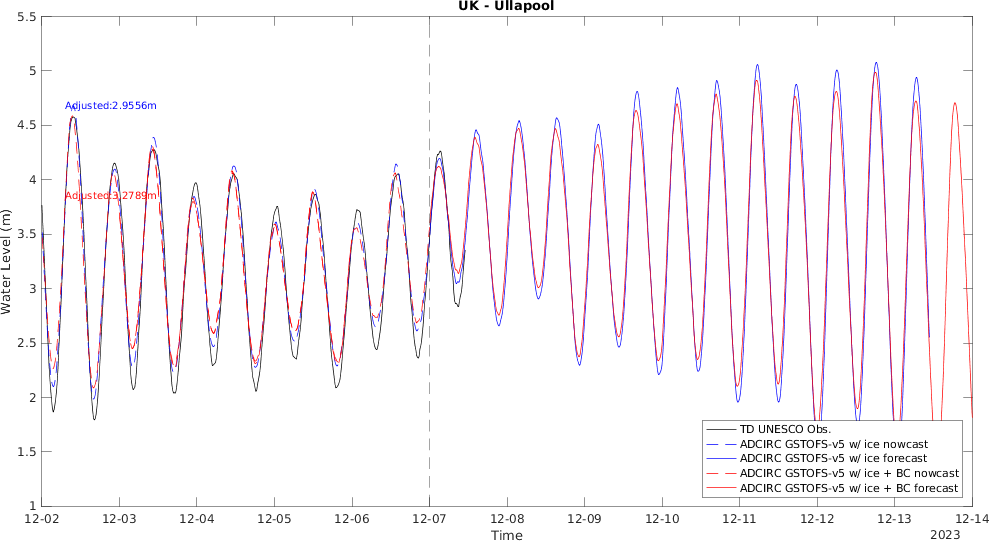 UK - Ullapool
5.5
5
4.5
4
3.5
3
2.5
2
1.5
1
Water Level (m)
Adjusted:2.9556m
Adjusted:3.2789m
TD UNESCO Obs.
ADCIRC GSTOFS-v5 w/ ice nowcast
ADCIRC GSTOFS-v5 w/ ice forecast
ADCIRC GSTOFS-v5 w/ ice + BC nowcast
ADCIRC GSTOFS-v5 w/ ice + BC forecast
12-02 12-03 12-04 12-05 12-06 12-07 12-08 12-09 12-10 12-11 12-12 12-13 12-14
Time
2023